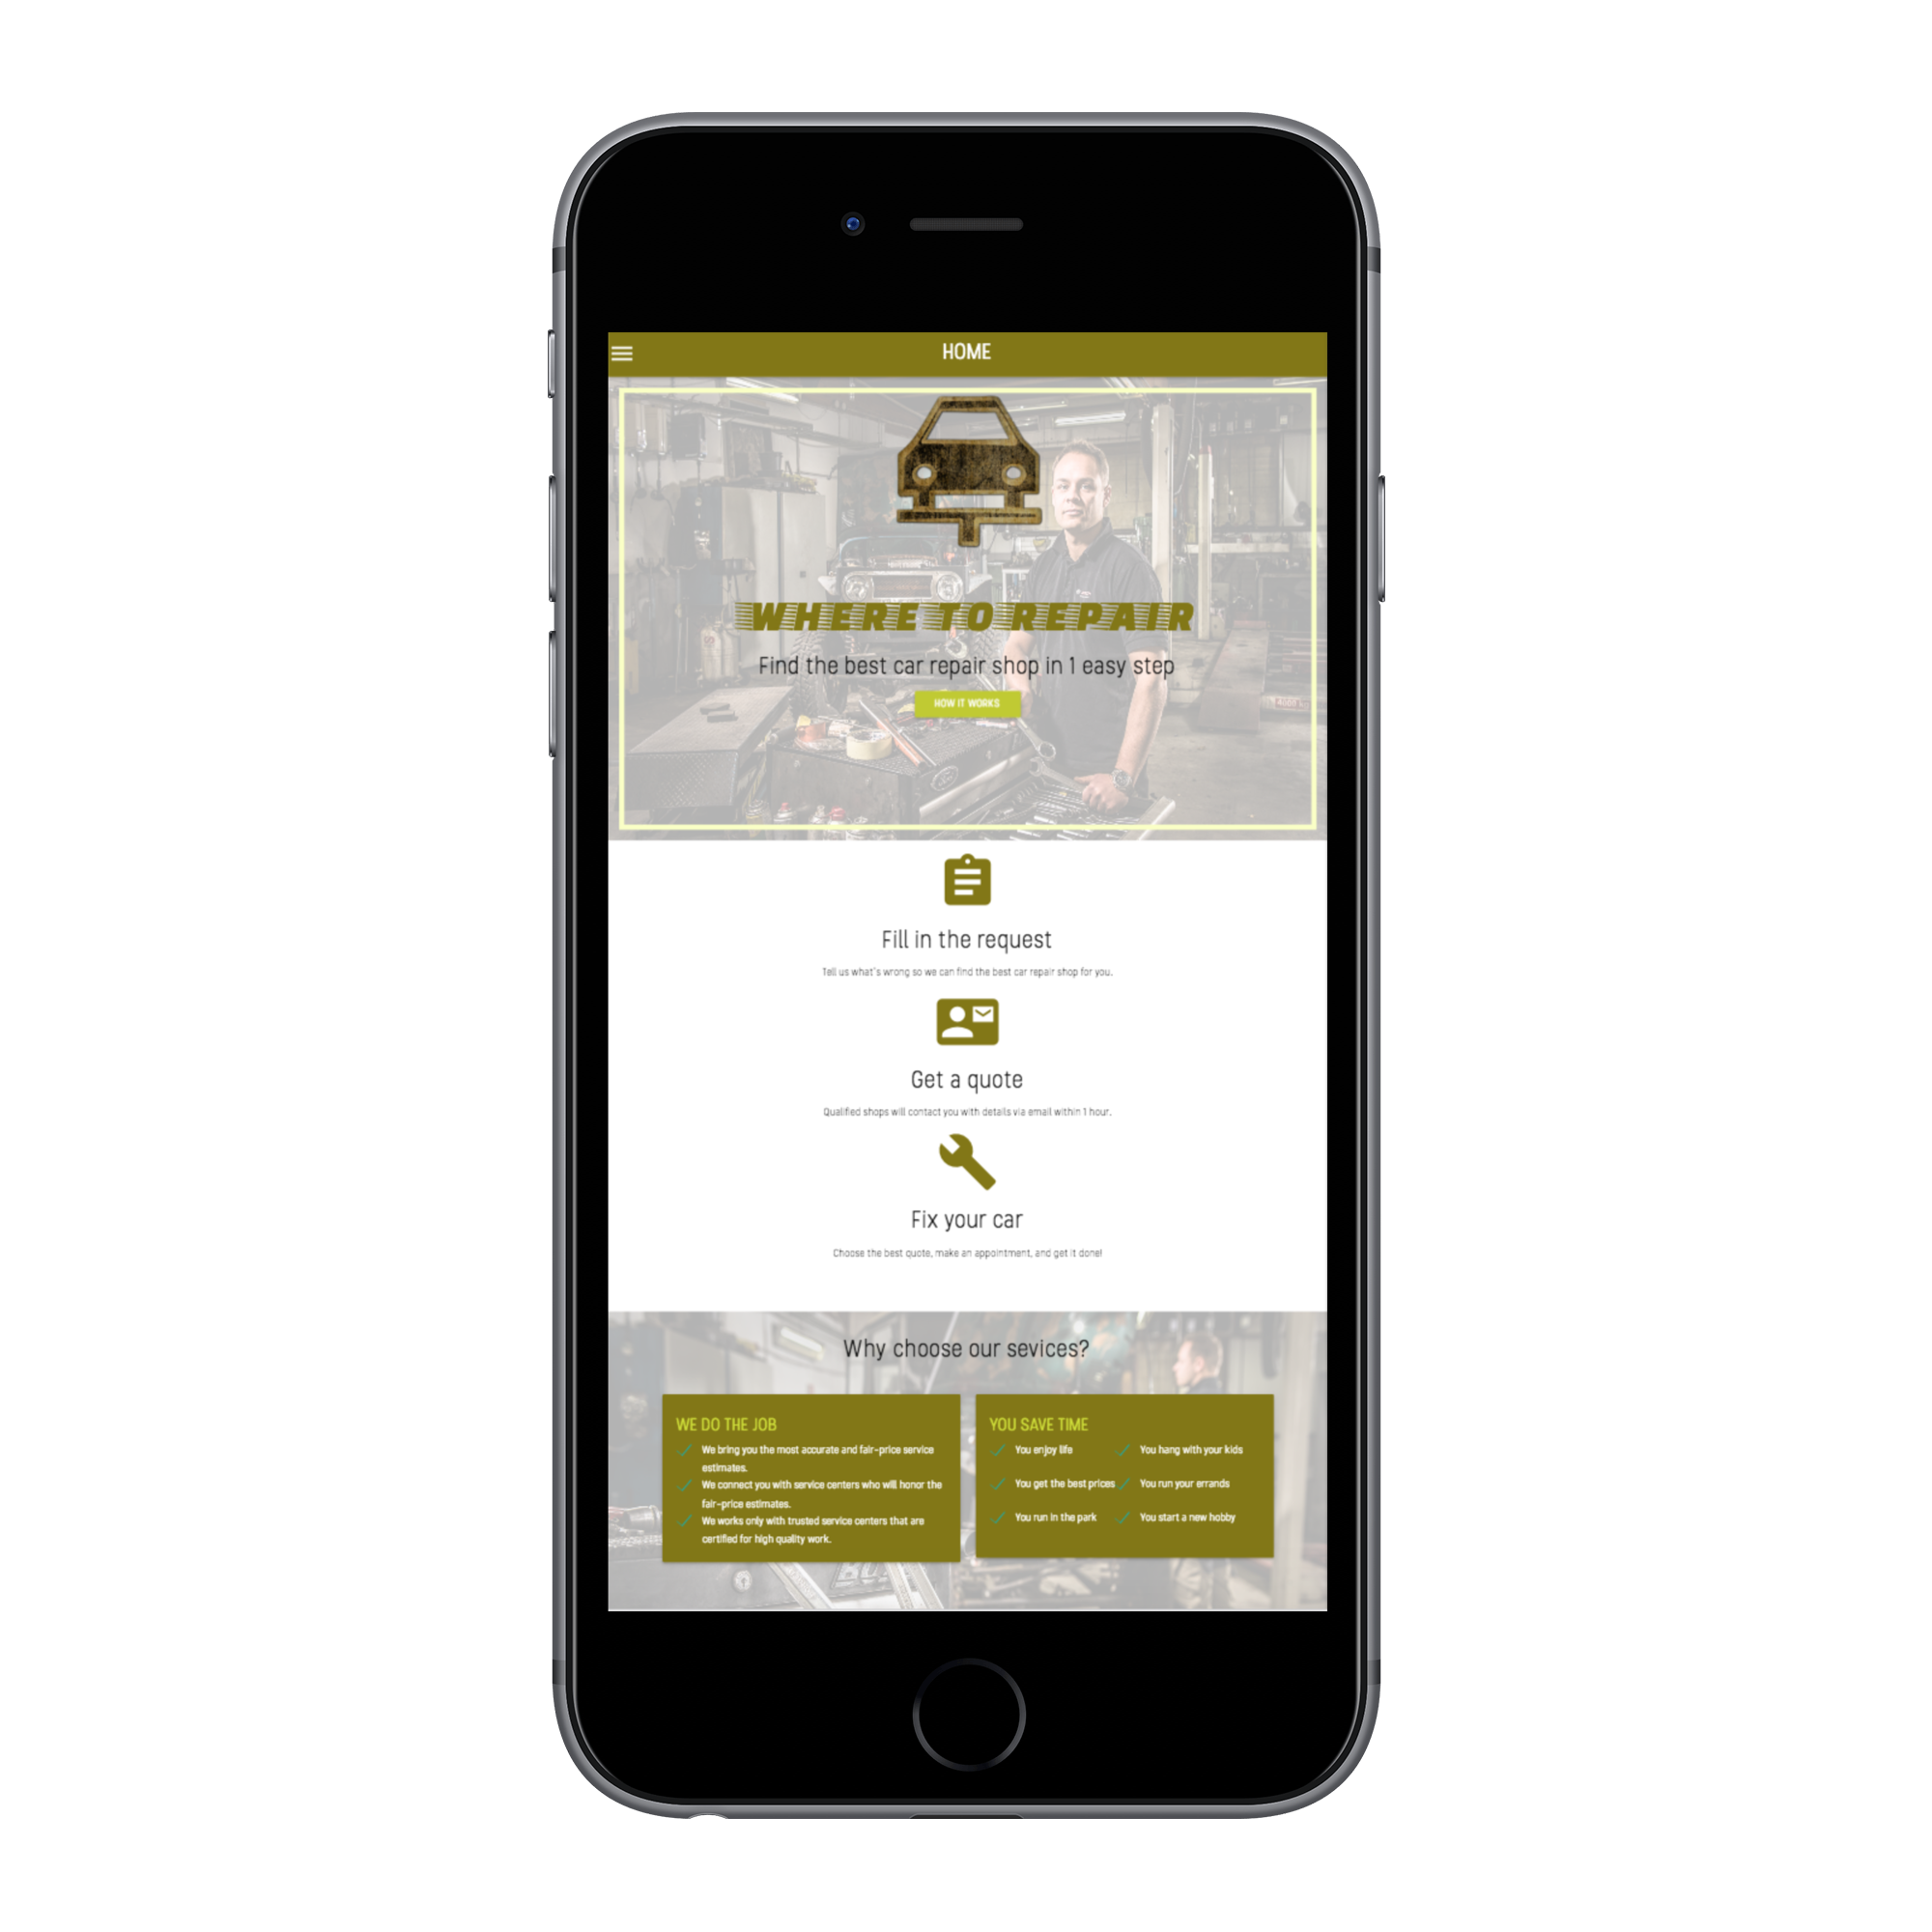 HOME
WHERE TO REPAIR
Find the best car repair shop in 1 easy step
HOW IT WORKS
Fill in the request
Tell us what's wrong so we can find the best car repair shop for you.
Get a quote
Qualified shops will contact you with details via email within 1 hour.
Fix your car
Choose the best quote, make an appointment, and get it done!
Why choose our sevices?
WE DO THE JOB
We bring you the most accurate and fair-price service
estimates.
We connect you with service centers who will honor the
fair-price estimates.
We works only with trusted service centers that are
certified for high quality work.
YOU SAVE TIME
You enjoy life
You hang with your kids
You get the best prices
You run your errands
You run in the park
You start a new hobby